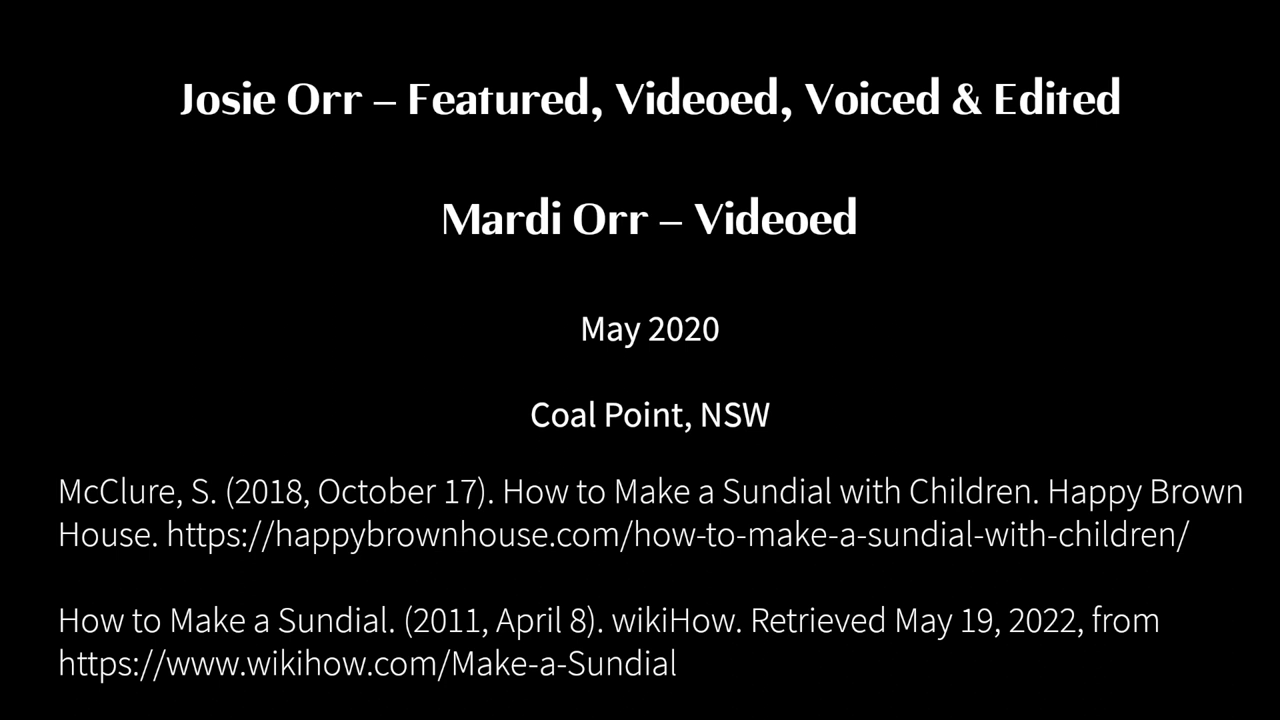 Josie Orr – Featured, Videoed, Voiced & Edited
Mardi Orr – Videoed
May 2020
Coal Point, NSW
McClure, S. (2018, October 17). How to Make a Sundial with Children. Happy Brown
House. https://happybrownhouse.com/how-to-make-a-sundial-with-children/
How to Make a Sundial. (2011, April 8). wikiHow. Retrieved May 19, 2022, from
https://www.wikihow.com/Make-a-Sundial